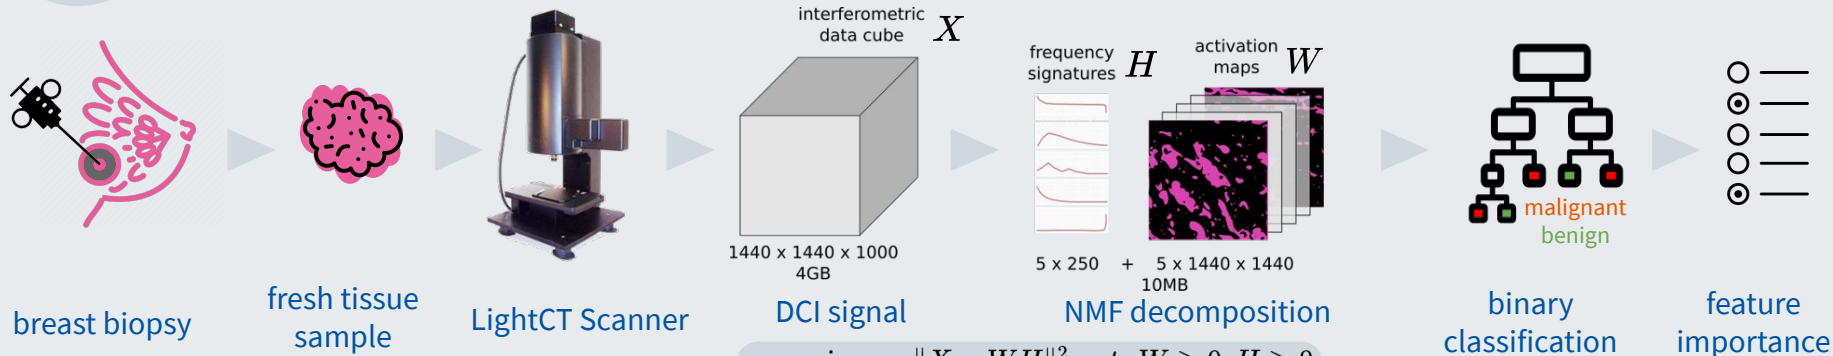 interferometric
data cube X
frequency
signatures H
activation
maps W
1440 x 1440 x 1000
4GB
5 x 250 + 5 x 1440 x 1440
10MB
malignant
benign
breast biopsy
fresh tissue
sample
LightCT Scanner
DCI signal
NMF decomposition
binary
classification
feature
importance